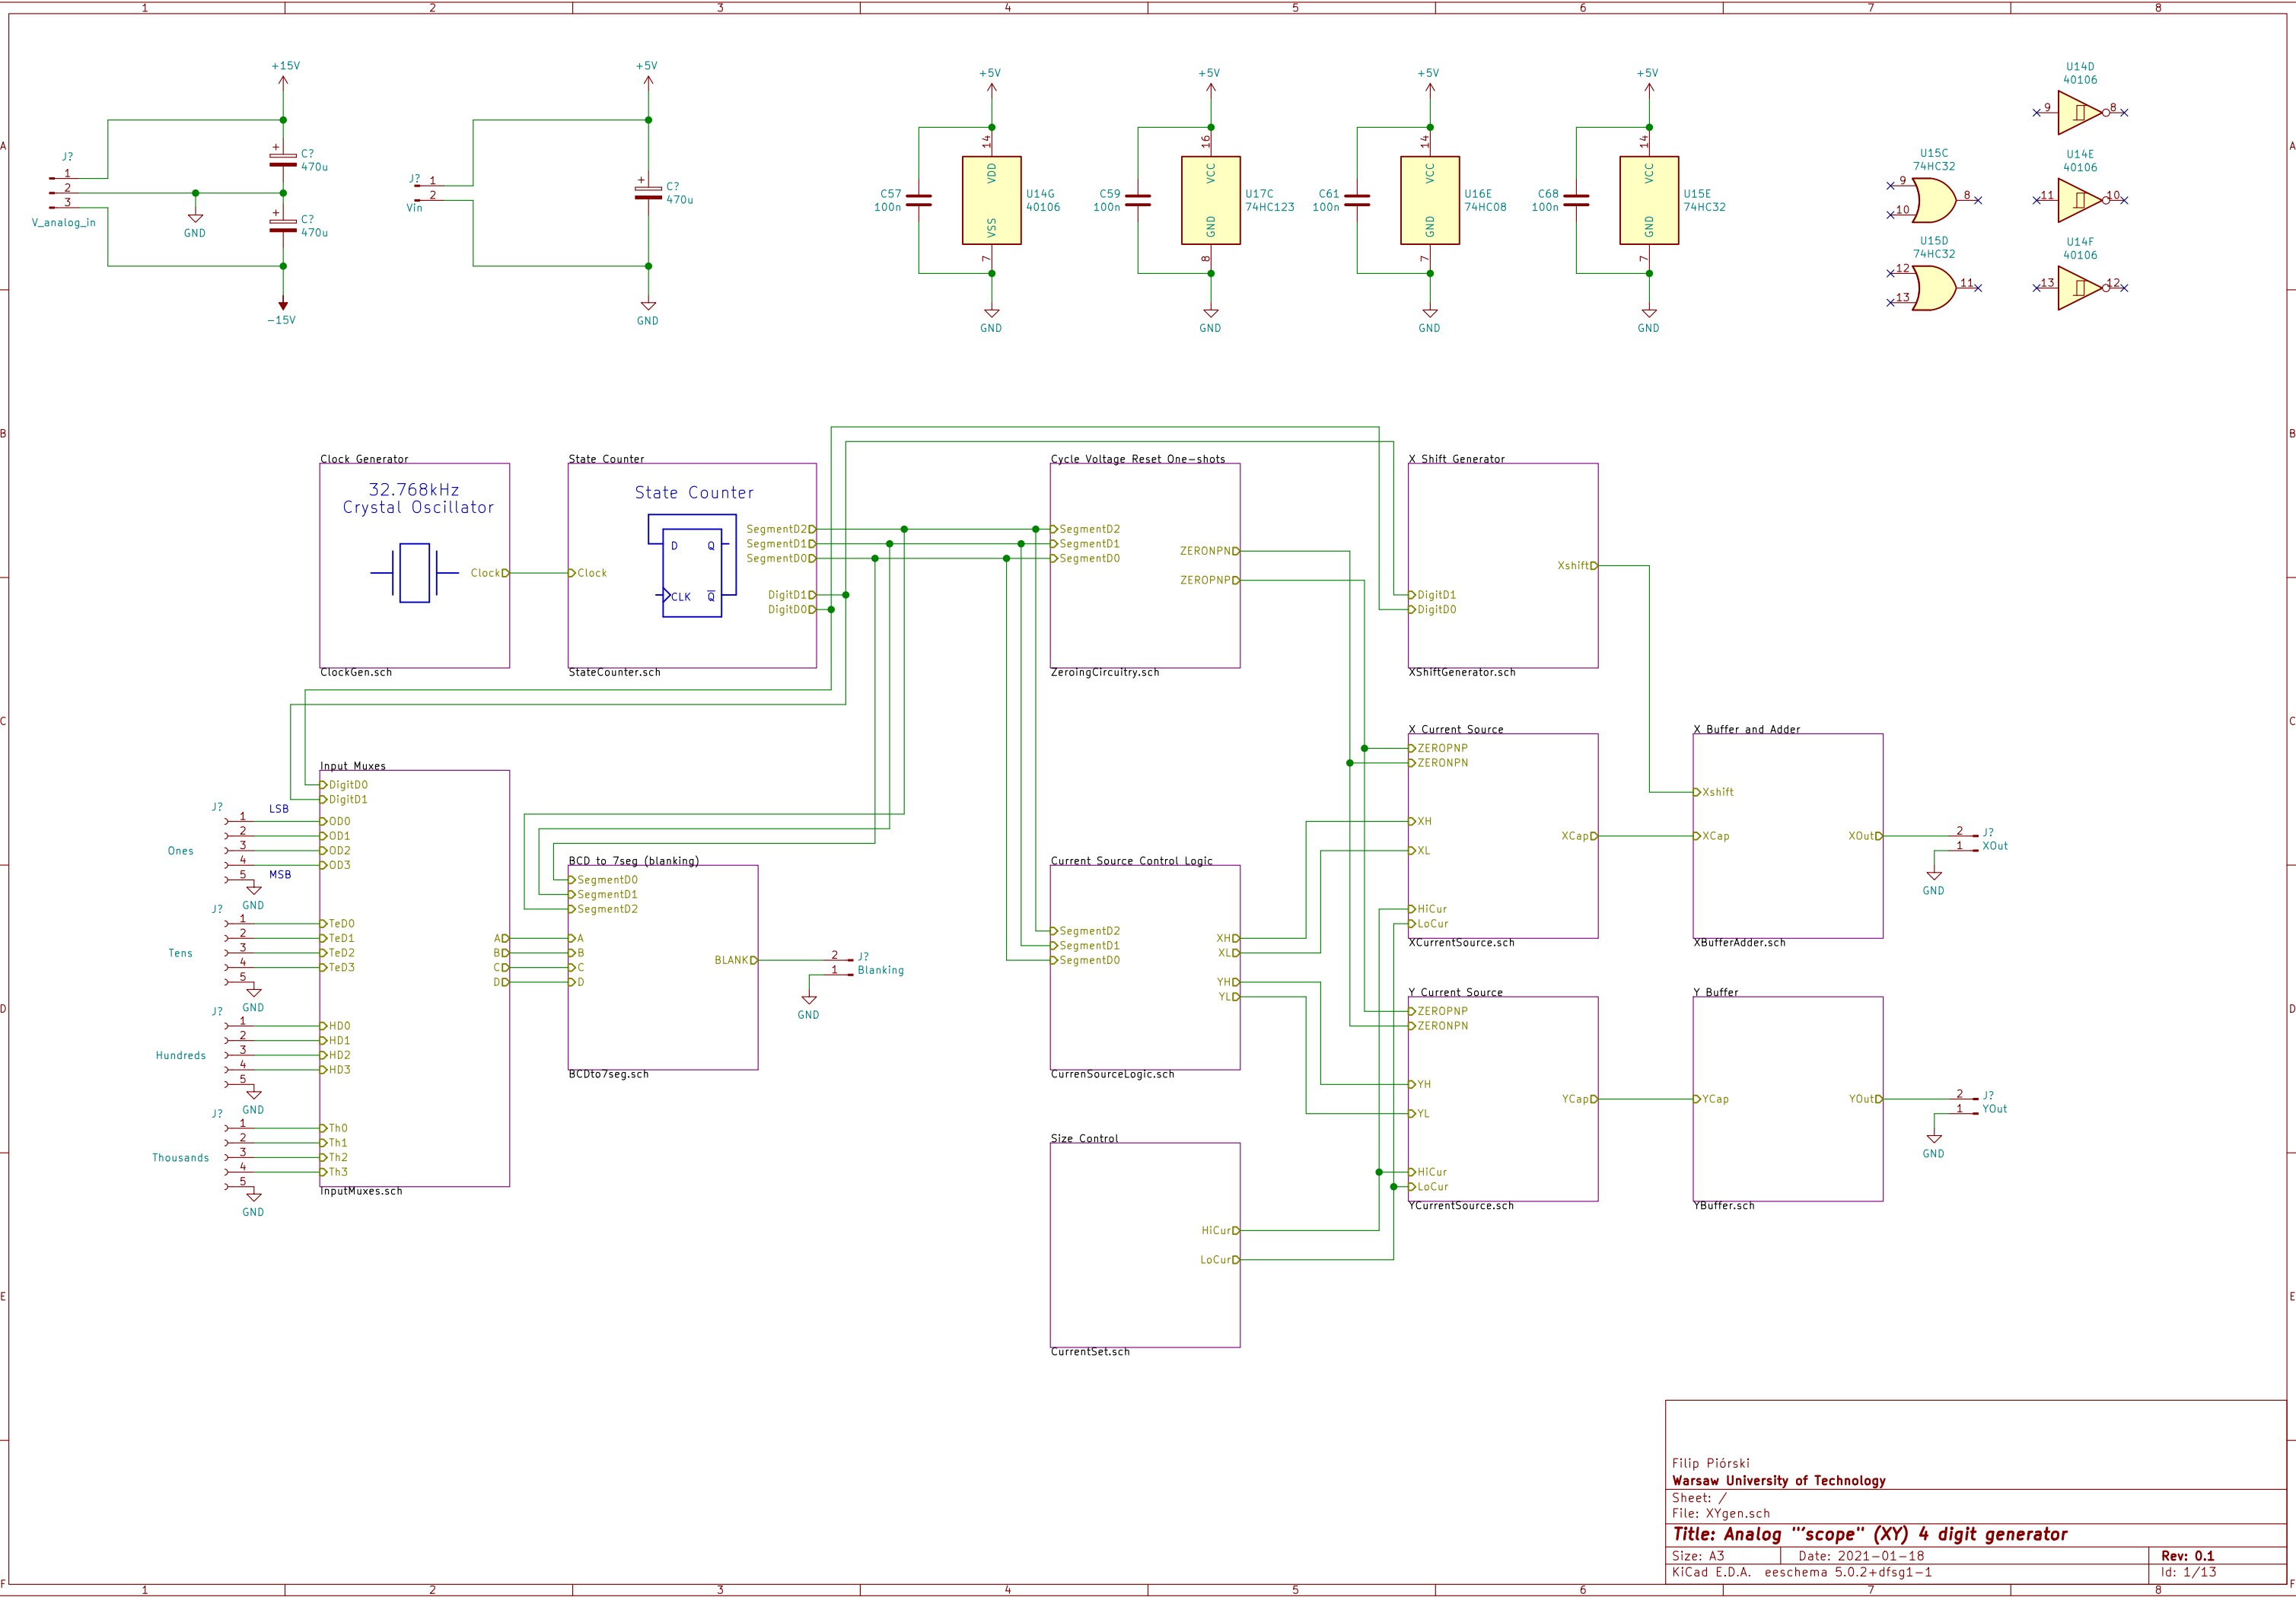 1 2 3 4 5 6 7 8
A
B
C
D
E
F
+15V
J?
1
2
3
V_analog_in
GND
+
C?
470u
+
C?
470u
-15V
+5V
J?
1
2
Vin
+
C?
470u
GND
+5V
C57
100n
14
VDD
VSS
7
U14G
40106
GND
+5V
C59
100n
16
VCC
GND
8
U17C
74HC123
GND
+5V
C61
100n
14
VCC
GND
7
U16E
74HC08
GND
+5V
C68
100n
14
VCC
GND
7
U15E
74HC32
GND
U15C
74HC32
9
10
8
U15D
74HC32
12
13
11
U14D
40106
9
8
U14E
40106
11
10
U14F
40106
13
12
Clock Generator
32.768kHz
Crystal Oscillator
Clock
ClockGen.sch
State Counter
State Counter
D Q
CLK Q
Clock
SegmentD2
SegmentD1
SegmentD0
DigitD1
DigitD0
StateCounter.sch
Cycle Voltage Reset One-shots
SegmentD2
SegmentD1
SegmentD0
ZERONPN
ZEROPNP
ZeroingCircuitry.sch
X Shift Generator
Xshift
DigitD1
DigitD0
XShiftGenerator.sch
Input Muxes
DigitD0
DigitD1
OD0
OD1
OD2
OD3
TeD0
TeD1
TeD2
TeD3
HD0
HD1
HD2
HD3
Th0
Th1
Th2
Th3
A
B
C
D
InputMuxes.sch
J?
LSB
1
2
3
4
5
Ones
MSB
GND
J?
1
2
3
4
5
Tens
GND
J?
1
2
3
4
5
Hundreds
GND
J?
1
2
3
4
5
Thousands
GND
BCD to 7seg (blanking)
SegmentD0
SegmentD1
SegmentD2
A
B
C
D
BLANK
BCDto7seg.sch
2
1
J?
Blanking
GND
Current Source Control Logic
SegmentD2
SegmentD1
SegmentD0
XH
XL
YH
YL
CurrenSourceLogic.sch
Size Control
HiCur
LoCur
CurrentSet.sch
X Current Source
ZEROPNP
ZERONPN
XH
XL
HiCur
LoCur
XCap
XCurrentSource.sch
X Buffer and Adder
Xshift
XCap
XOut
XBufferAdder.sch
2
1
J?
XOut
GND
Y Current Source
ZEROPNP
ZERONPN
YH
YL
HiCur
LoCur
YCap
YCurrentSource.sch
Y Buffer
YCap
YOut
YBuffer.sch
2
1
J?
YOut
GND
Filip Piórski
Warsaw University of Technology
Sheet: /
File: XYgen.sch
Title: Analog "'scope" (XY) 4 digit generator
Size: A3 Date: 2021-01-18 Rev: 0.1
KiCad E.D.A. eeschema 5.0.2+dfsg1-1 Id: 1/13
1 2 3 4 5 6 7 8
A
B
C
D
E
F